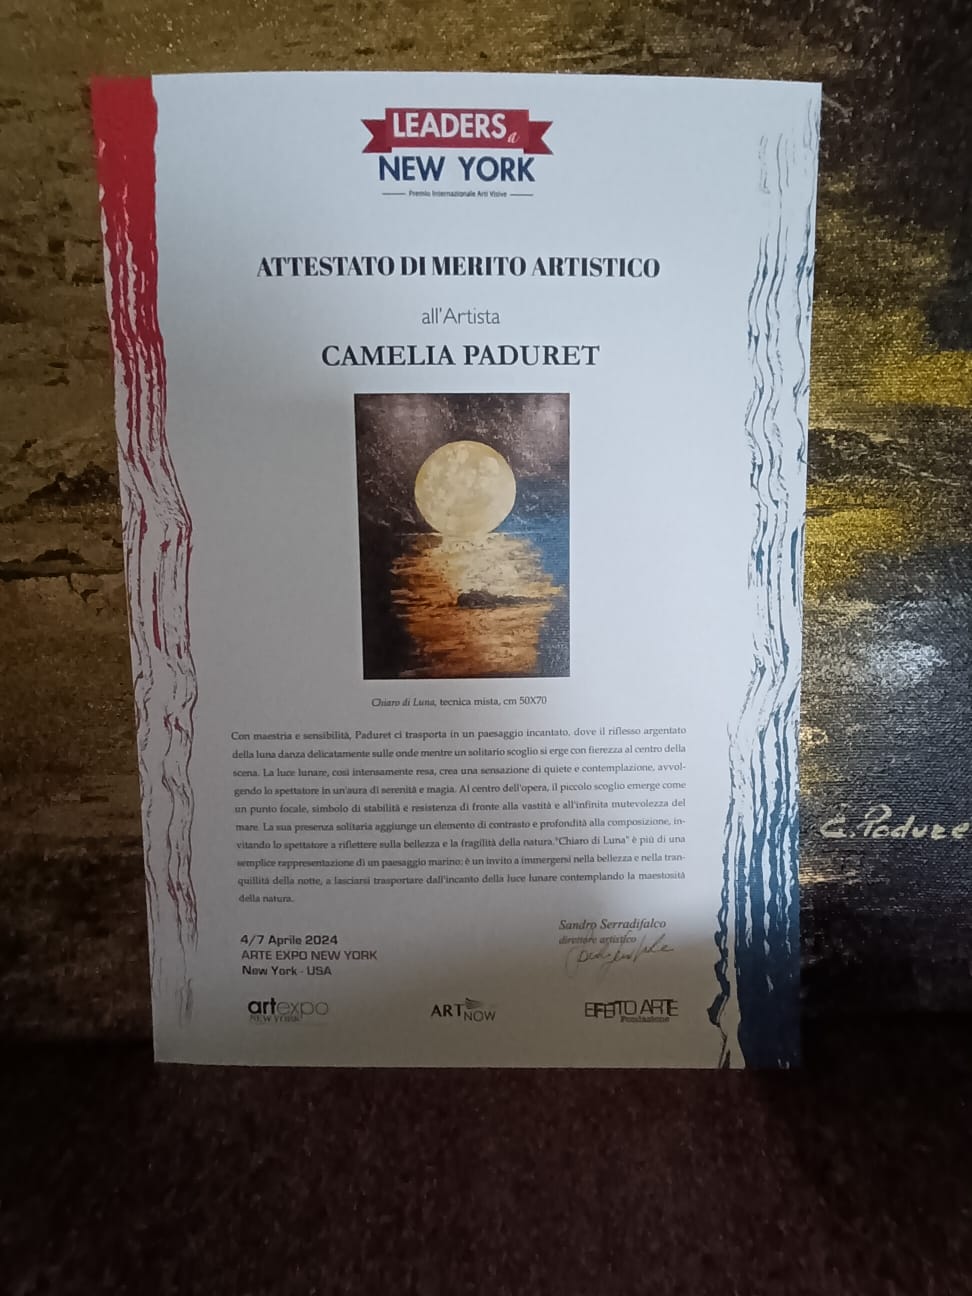 LEADERS a
NEW YORK
Premio Internazionale Arti Visive
ATTESTATO DI MERITO ARTISTICO
all'Artista
CAMELIA PADURET
Chiaro di Luna, tecnica mista, cm 50X70
Con maestria e sensibilità, Paduret ci trasporta in un paesaggio incantato, dove il riflesso argentato
della luna danza delicatamente sulle onde mentre un solitario scoglio si erge con fierezza al centro della
scena. La luce lunare, così intensamente resa, crea una sensazione di quiete e contemplazione, avvol-
gendo lo spettatore in un'aura di serenità e magia. Al centro dell'opera, il piccolo scoglio emerge come
un punto focale, simbolo di stabilità e resistenza di fronte alla vastità e all'infinita mutevolezza del
mare. La sua presenza solitaria aggiunge un elemento di contrasto e profondità alla composizione, in-
vitando lo spettatore a riflettere sulla bellezza e la fragilità della natura."Chiaro di Luna" è più di una
semplice rappresentazione di un paesaggio marino; è un invito a immergersi nella bellezza e nella tran-
quillità della notte, a lasciarsi trasportare dall'incanto della luce lunare contemplando la maestosità
della natura.
4/7 Aprile 2024
ARTE EXPO NEW YORK
New York - USA
Sandro Serradifalco
direttore artistico
artexpo
NEW YORK
ART NOW
EFFETTO ARTE
Fondazione
C. Padure